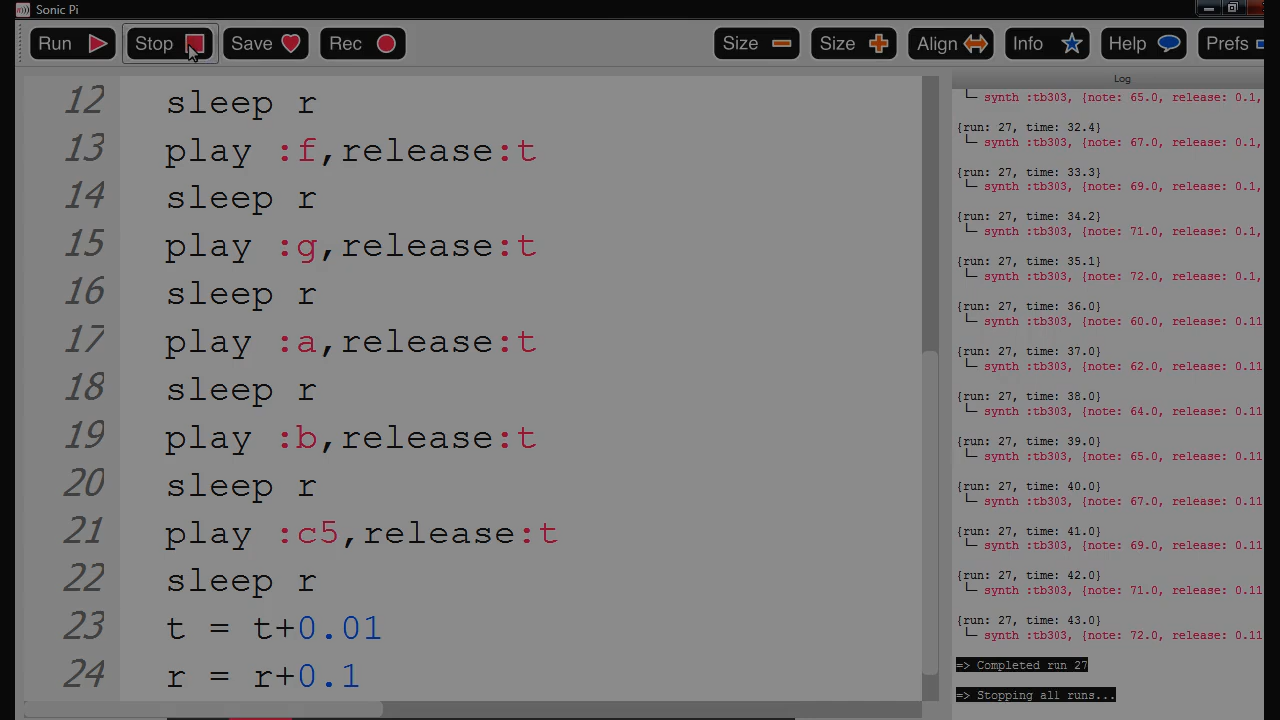 Sonic Pi
Run Stop Save Rec Size Size Align Info Help Prefs
12 sleep r
13 play :f,release:t
14 sleep r
15 play :g,release:t
16 sleep r
17 play :a,release:t
18 sleep r
19 play :b,release:t
20 sleep r
21 play :c5,release:t
22 sleep r
23 t = t+0.01
24 r = r+0.1
Log
synth :tb303, {note: 65.0, release: 0.1,
{run: 27, time: 32.4}
synth :tb303, {note: 67.0, release: 0.1,
{run: 27, time: 33.3}
synth :tb303, {note: 69.0, release: 0.1,
{run: 27, time: 34.2}
synth :tb303, {note: 71.0, release: 0.1,
{run: 27, time: 35.1}
synth :tb303, {note: 72.0, release: 0.1,
{run: 27, time: 36.0}
synth :tb303, {note: 60.0, release: 0.11
{run: 27, time: 37.0}
synth :tb303, {note: 62.0, release: 0.11
{run: 27, time: 38.0}
synth :tb303, {note: 64.0, release: 0.11
{run: 27, time: 39.0}
synth :tb303, {note: 65.0, release: 0.11
{run: 27, time: 40.0}
synth :tb303, {note: 67.0, release: 0.11
{run: 27, time: 41.0}
synth :tb303, {note: 69.0, release: 0.11
{run: 27, time: 42.0}
synth :tb303, {note: 71.0, release: 0.11
{run: 27, time: 43.0}
synth :tb303, {note: 72.0, release: 0.11
=> Completed run 27
=> Stopping all runs...